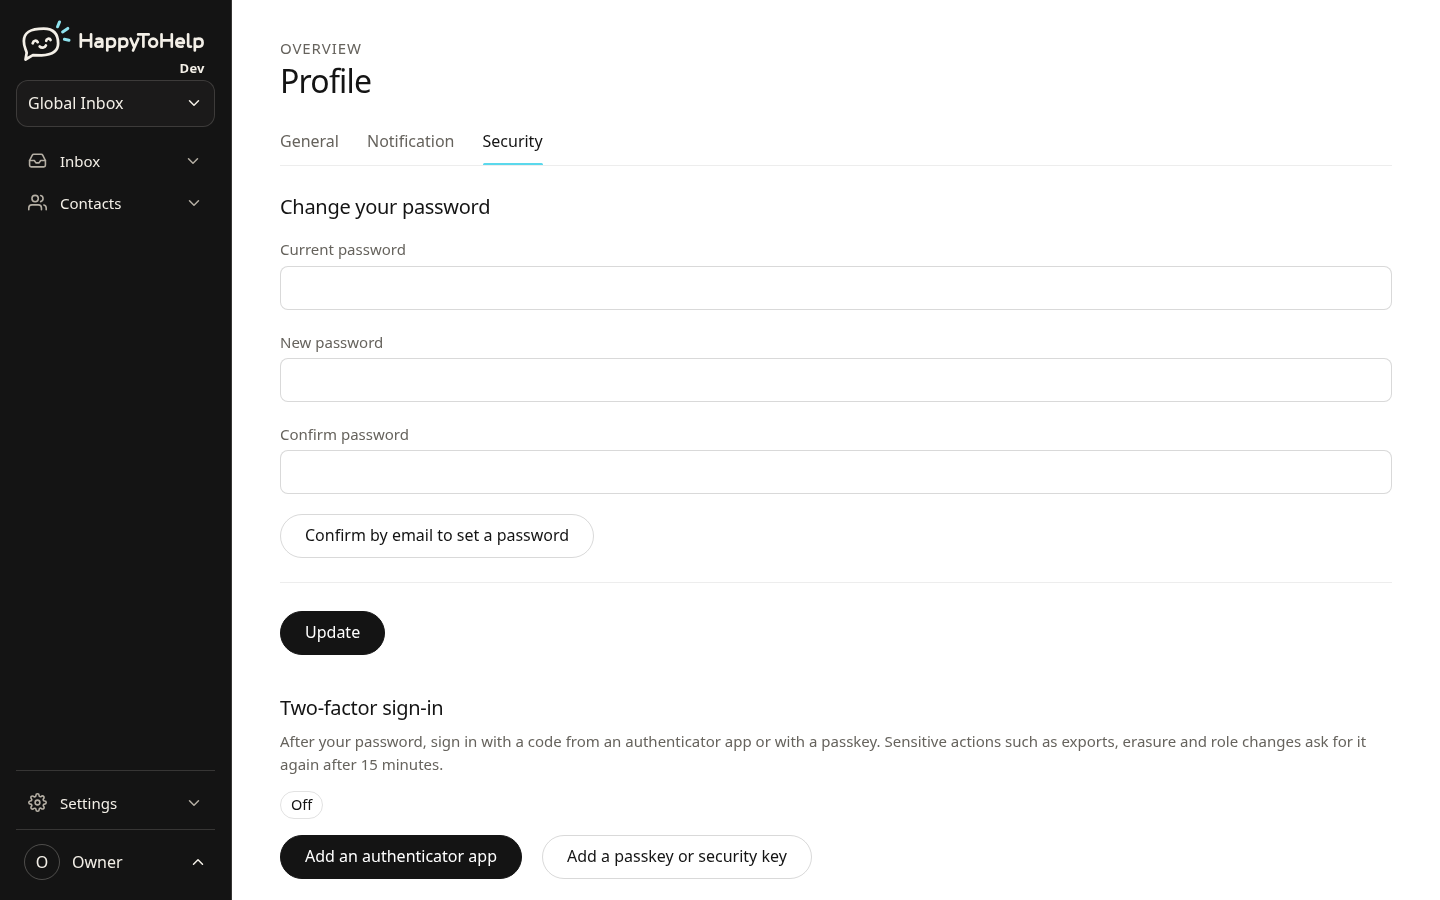 HappyToHelp
Dev
Global Inbox
Inbox
Contacts
Settings
O
Owner
OVERVIEW
Profile
General
Notification
Security
Change your password
Current password
New password
Confirm password
Confirm by email to set a password
Update
Two-factor sign-in
After your password, sign in with a code from an authenticator app or with a passkey. Sensitive actions such as exports, erasure and role changes ask for it
again after 15 minutes.
Off
Add an authenticator app
Add a passkey or security key